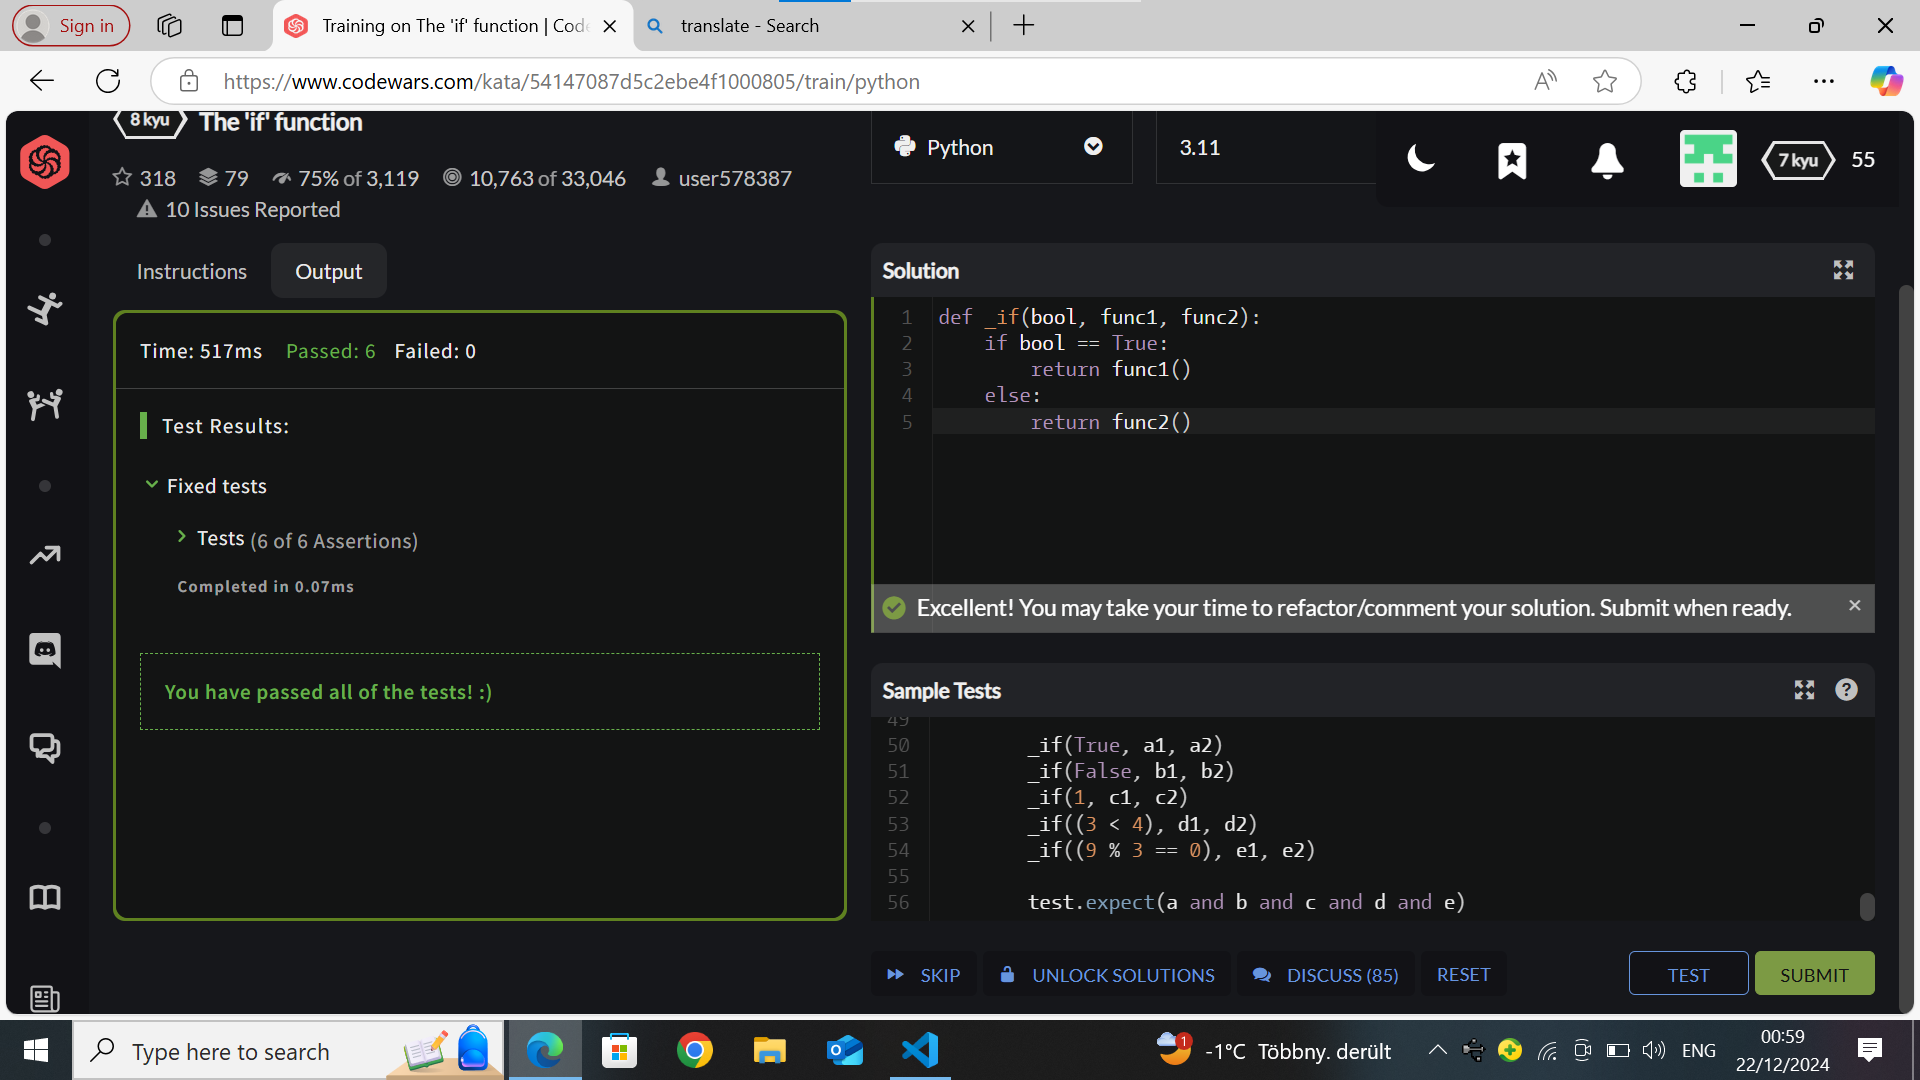 Sign in
Training on The 'if' function | Code
translate - Search
https://www.codewars.com/kata/54147087d5c2ebe4f1000805/train/python
8 kyu The 'if' function
318 79 75% of 3,119 10,763 of 33,046 user578387
10 Issues Reported
Python
3.11
7 kyu 55
Instructions Output
Time: 517ms Passed: 6 Failed: 0
Test Results:
Fixed tests
Tests (6 of 6 Assertions)
Completed in 0.07ms
You have passed all of the tests! :)
Solution
1 def _if(bool, func1, func2):
2 if bool == True:
3 return func1()
4 else:
5 return func2()
Excellent! You may take your time to refactor/comment your solution. Submit when ready.
Sample Tests
49
50 _if(True, a1, a2)
51 _if(False, b1, b2)
52 _if(1, c1, c2)
53 _if((3 < 4), d1, d2)
54 _if((9 % 3 == 0), e1, e2)
55
56 test.expect(a and b and c and d and e)
SKIP UNLOCK SOLUTIONS DISCUSS (85) RESET TEST SUBMIT
Type here to search
1 -1°C Többny. derült
ENG
00:59
22/12/2024